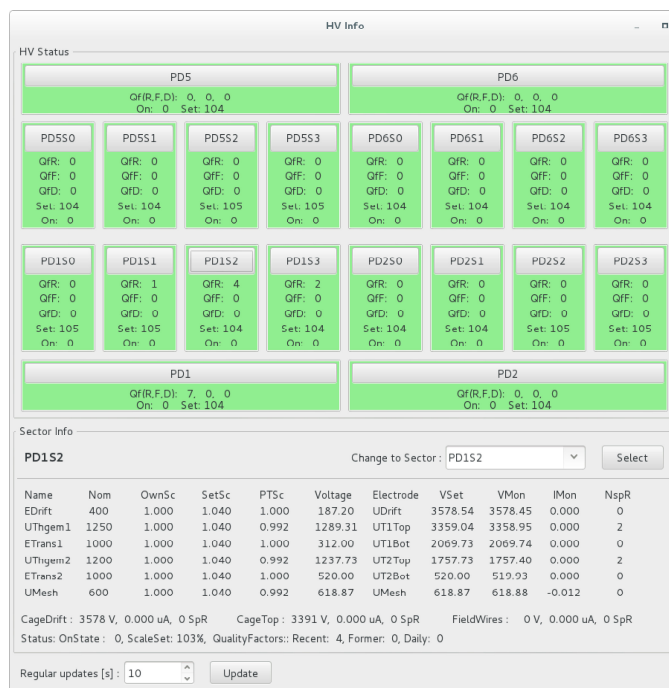 HV Info
HV Status
PD5 PD6
Qf(R,F,D): 0, 0, 0 Qf(R,F,D): 0, 0, 0
On: 0 Set: 104 On: 0 Set: 104
PD5S0 PD5S1 PD5S2 PD5S3 PD6S0 PD6S1 PD6S2 PD6S3
QfR: 0 QfR: 0 QfR: 0 QfR: 0 QfR: 0 QfR: 0 QfR: 0 QfR: 0
QfF: 0 QfF: 0 QfF: 0 QfF: 0 QfF: 0 QfF: 0 QfF: 0 QfF: 0
QfD: 0 QfD: 0 QfD: 0 QfD: 0 QfD: 0 QfD: 0 QfD: 0 QfD: 0
Set: 104 Set: 104 Set: 105 Set: 105 Set: 104 Set: 104 Set: 104 Set: 104
On: 0 On: 0 On: 0 On: 0 On: 0 On: 0 On: 0 On: 0
PD1S0 PD1S1 PD1S2 PD1S3 PD2S0 PD2S1 PD2S2 PD2S3
QfR: 0 QfR: 1 QfR: 4 QfR: 2 QfR: 0 QfR: 0 QfR: 0 QfR: 0
QfF: 0 QfF: 0 QfF: 0 QfF: 0 QfF: 0 QfF: 0 QfF: 0 QfF: 0
QfD: 0 QfD: 0 QfD: 0 QfD: 0 QfD: 0 QfD: 0 QfD: 0 QfD: 0
Set: 105 Set: 105 Set: 104 Set: 104 Set: 104 Set: 104 Set: 105 Set: 105
On: 0 On: 0 On: 0 On: 0 On: 0 On: 0 On: 0 On: 0
PD1 PD2
Qf(R,F,D): 7, 0, 0 Qf(R,F,D): 0, 0, 0
On: 0 Set: 104 On: 0 Set: 104
Sector Info
PD1S2 Change to Sector : PD1S2 Select
Name Nom OwnSc SetSc PTSc Voltage Electrode VSet VMon IMon NspR
EDrift 400 1.000 1.040 1.000 187.20 UDrift 3578.54 3578.45 0.000 0
UThgem1 1250 1.000 1.040 0.992 1289.31 UT1Top 3359.04 3358.95 0.000 2
ETrans1 1000 1.000 1.040 1.000 312.00 UT1Bot 2069.73 2069.74 0.000 0
UThgem2 1200 1.000 1.040 0.992 1237.73 UT2Top 1757.73 1757.40 0.000 2
ETrans2 1000 1.000 1.040 1.000 520.00 UT2Bot 520.00 519.93 0.000 0
UMesh 600 1.000 1.040 0.992 618.87 UMesh 618.87 618.88 -0.012 0
CageDrift : 3578 V, 0.000 uA, 0 SpR CageTop : 3391 V, 0.000 uA, 0 SpR FieldWires : 0 V, 0.000 uA, 0 SpR
Status: OnState : 0, ScaleSet: 103%, QualityFactors:: Recent: 4, Former: 0, Daily: 0
Regular updates [s] : 10 Update